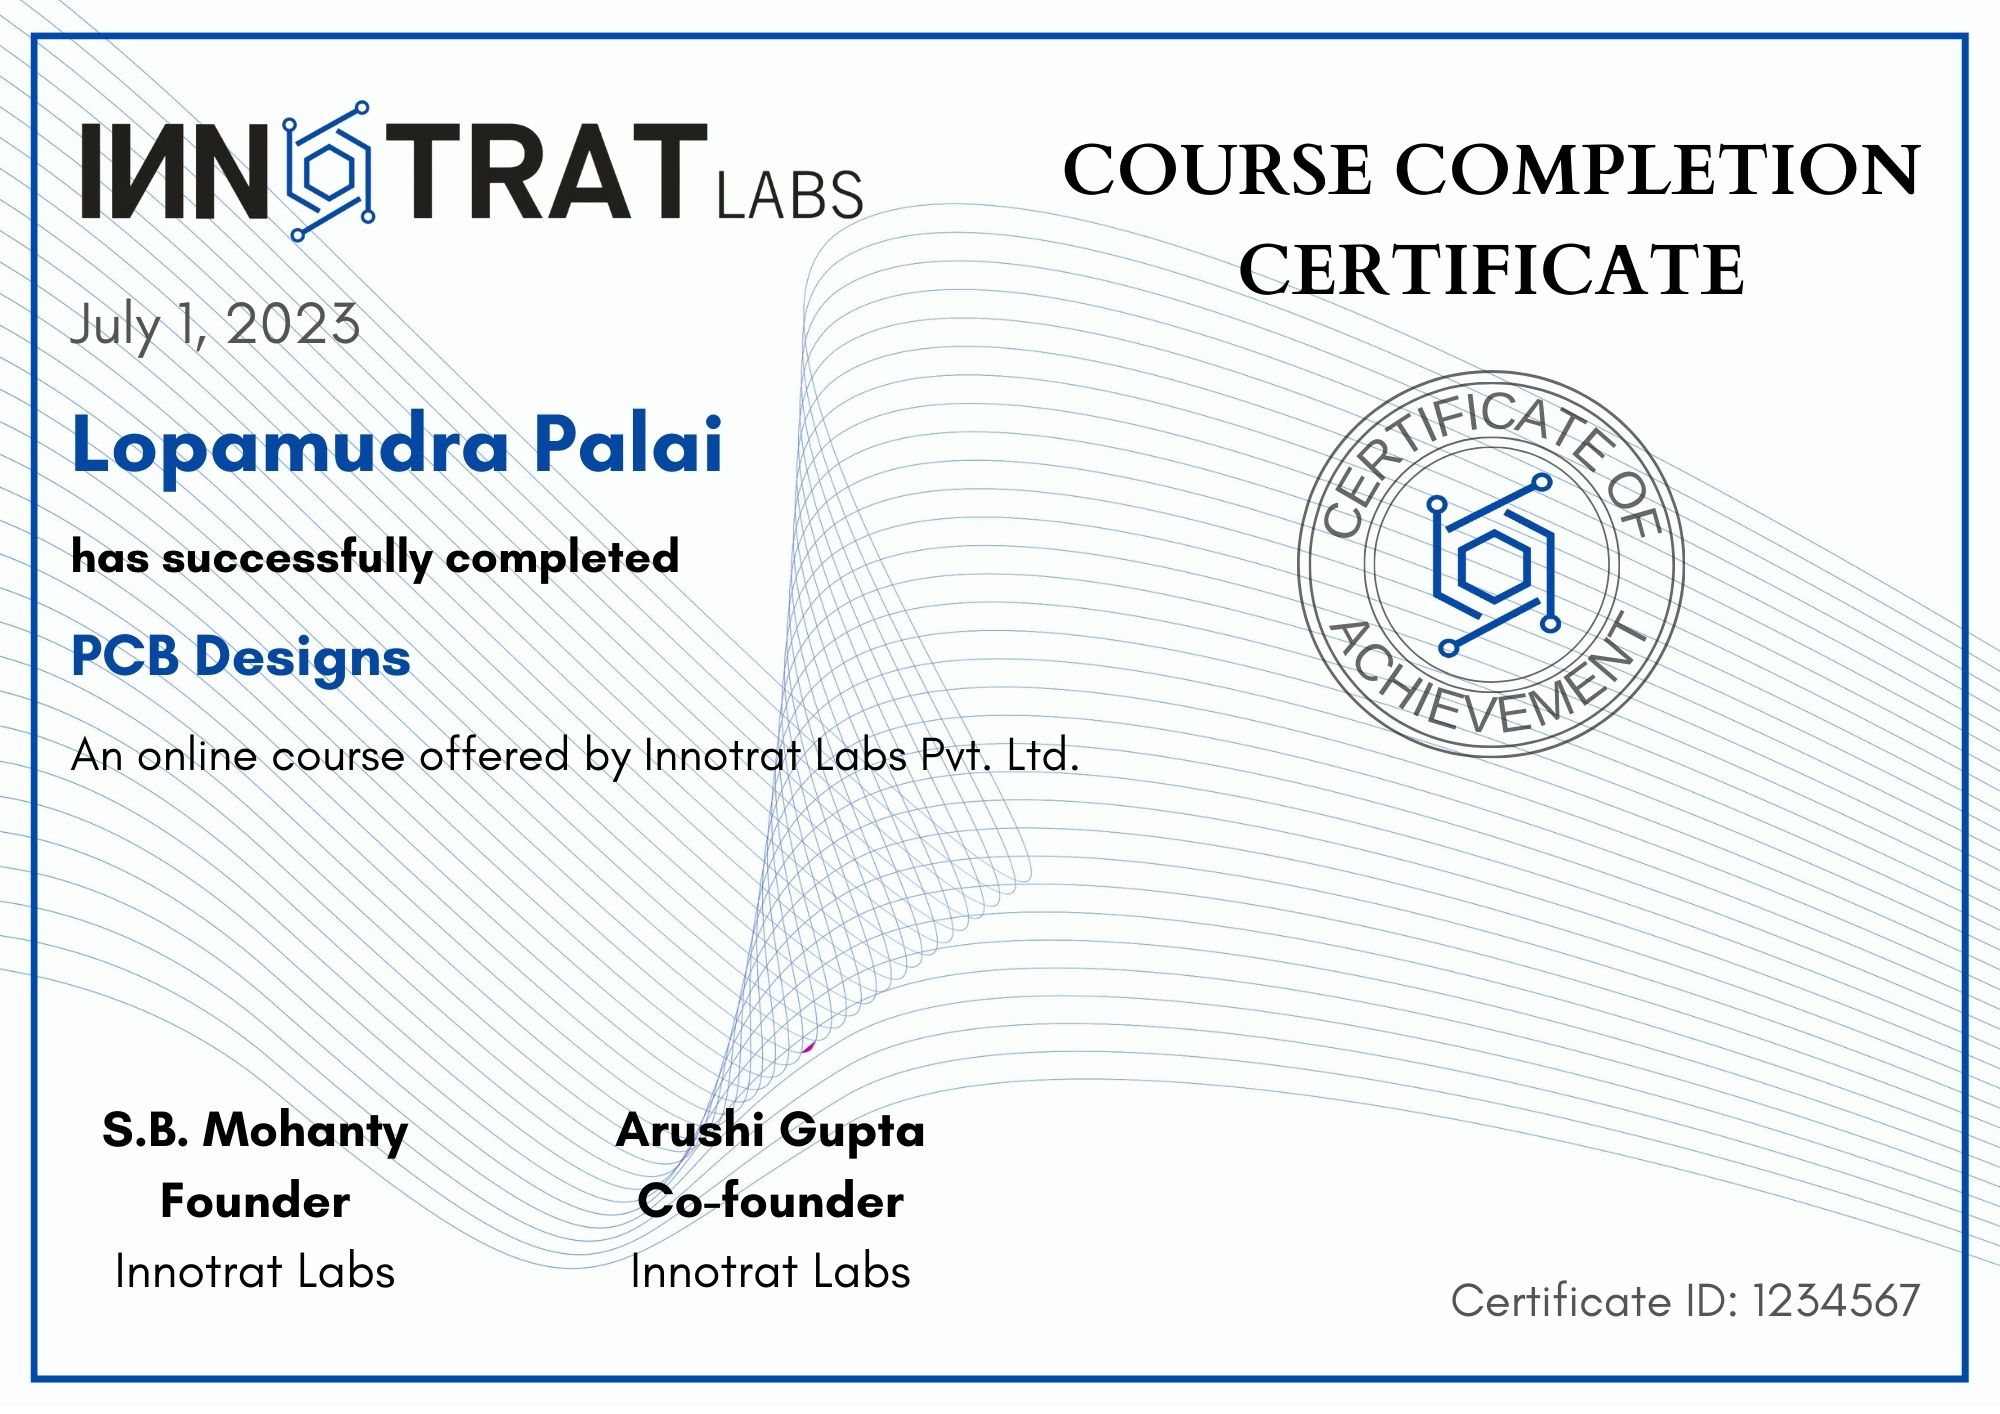 INNOTRAT LABS
COURSE COMPLETION
CERTIFICATE
July 1, 2023
Lopamudra Palai
has successfully completed
PCB Designs
An online course offered by Innotrat Labs Pvt. Ltd.
CERTIFICATE OF
ACHIEVEMENT
S.B. Mohanty
Founder
Innotrat Labs
Arushi Gupta
Co-founder
Innotrat Labs
Certificate ID: 1234567